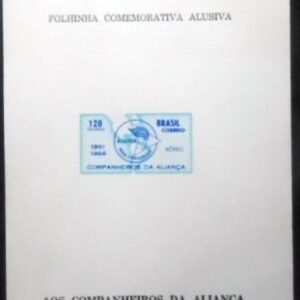 FOLHINHA COMEMORATIVA ALUSIVA
120
BRASIL
CORREIO
AÉREO
1961
1966
COMPANHEIROS DA ALIANÇA
AOS COMPANHEIROS DA ALIANÇA